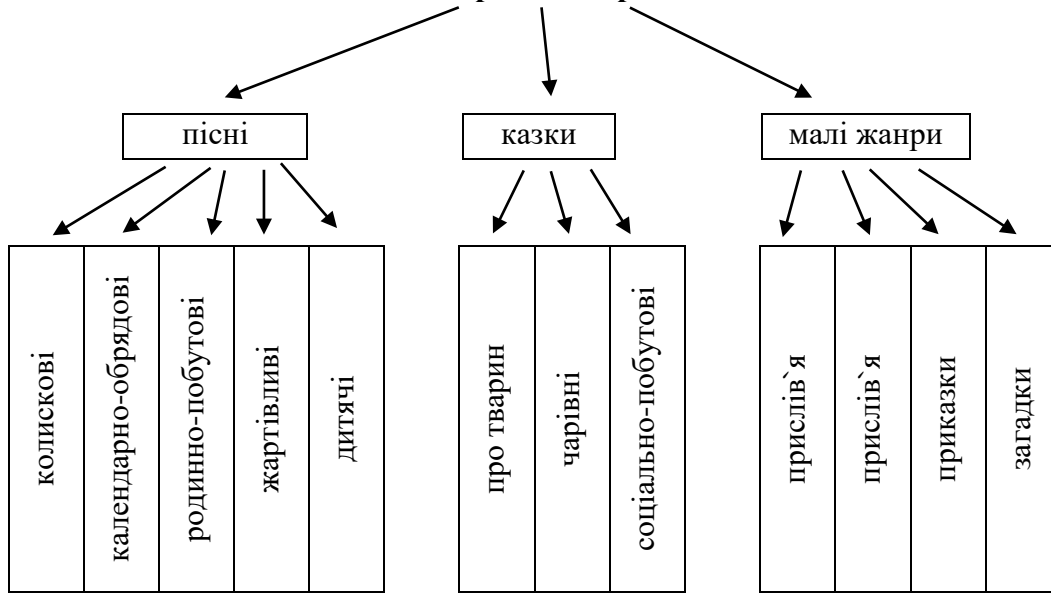 пісні
казки
малі жанри
колискові
календарно-обрядові
родинно-побутові
жартівливі
дитячі
про тварин
чарівні
соціально-побутові
прислів`я
прислів`я
приказки
загадки